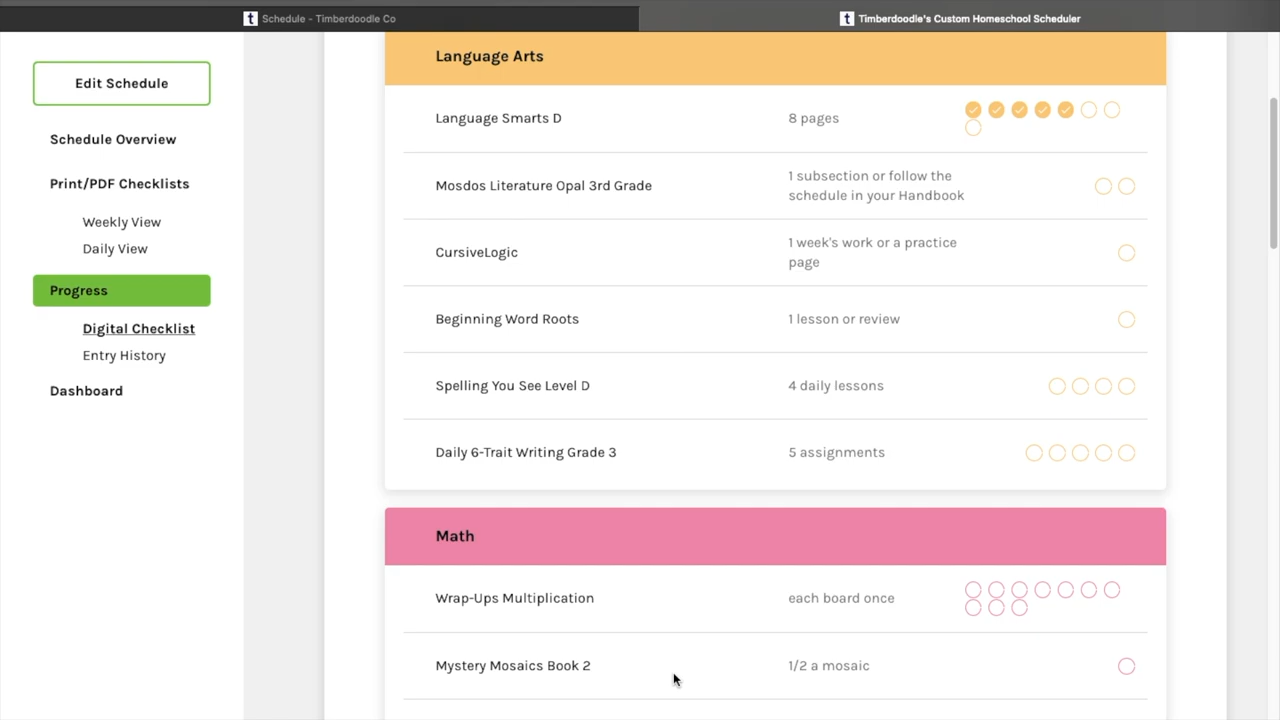 t Schedule – Timberdoodle Co
t Timberdoodle's Custom Homeschool Scheduler
Edit Schedule
Schedule Overview
Print/PDF Checklists
Weekly View
Daily View
Progress
Digital Checklist
Entry History
Dashboard
Language Arts
Language Smarts D
8 pages
Mosdos Literature Opal 3rd Grade
1 subsection or follow the
schedule in your Handbook
CursiveLogic
1 week's work or a practice
page
Beginning Word Roots
1 lesson or review
Spelling You See Level D
4 daily lessons
Daily 6-Trait Writing Grade 3
5 assignments
Math
Wrap-Ups Multiplication
each board once
Mystery Mosaics Book 2
1/2 a mosaic